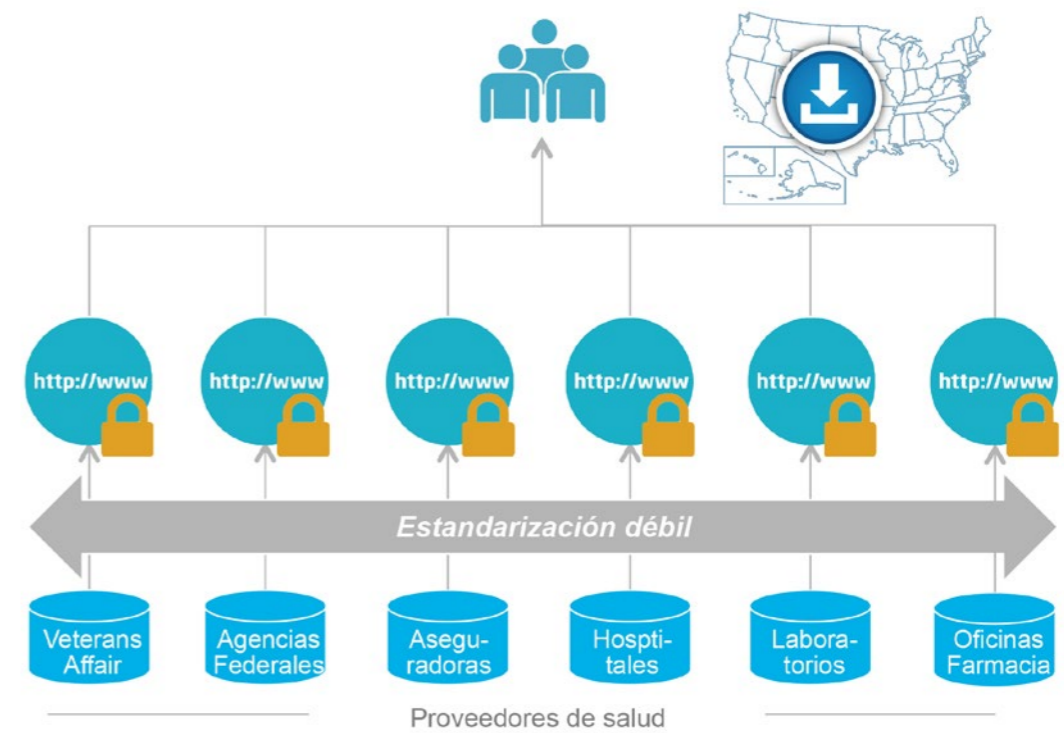 http://www http://www http://www http://www http://www http://www
Estandarización débil
Veterans
Affair
Agencias
Federales
Asegu-
radoras
Hospti-
tales
Labora-
torios
Oficinas
Farmacia
Proveedores de salud